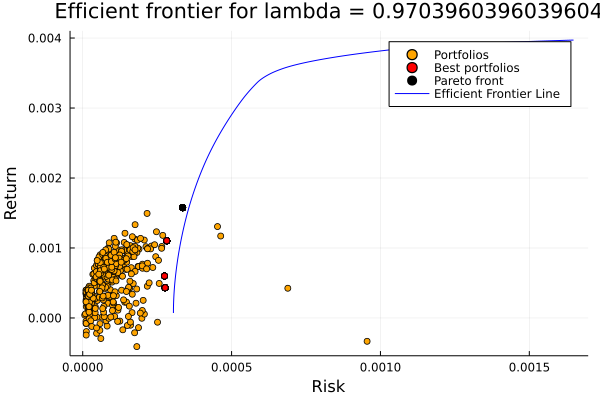 Efficient frontier for lambda = 0.9703960396039604
0.004
0.003
0.002
0.001
0.000
Return
Portfolios
Best portfolios
Pareto front
Efficient Frontier Line
0.0000
0.0005
0.0010
0.0015
Risk